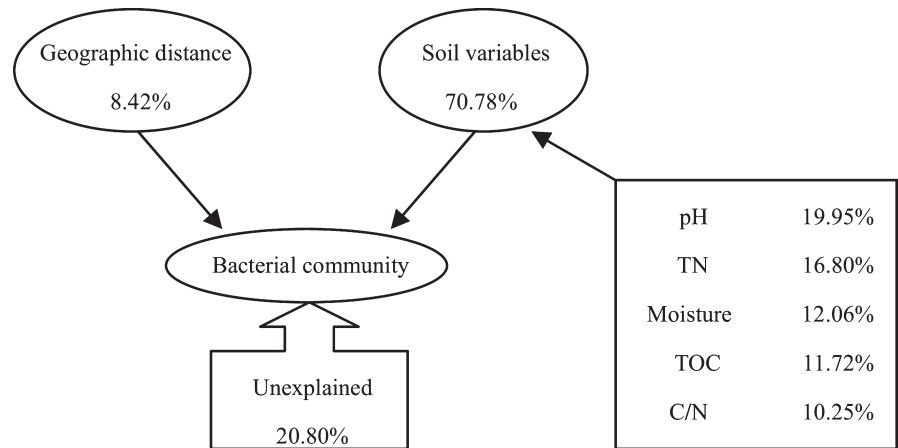 Geographic distance
8.42%
Soil variables
70.78%
Bacterial community
Unexplained
20.80%
pH 19.95%
TN 16.80%
Moisture 12.06%
TOC 11.72%
C/N 10.25%